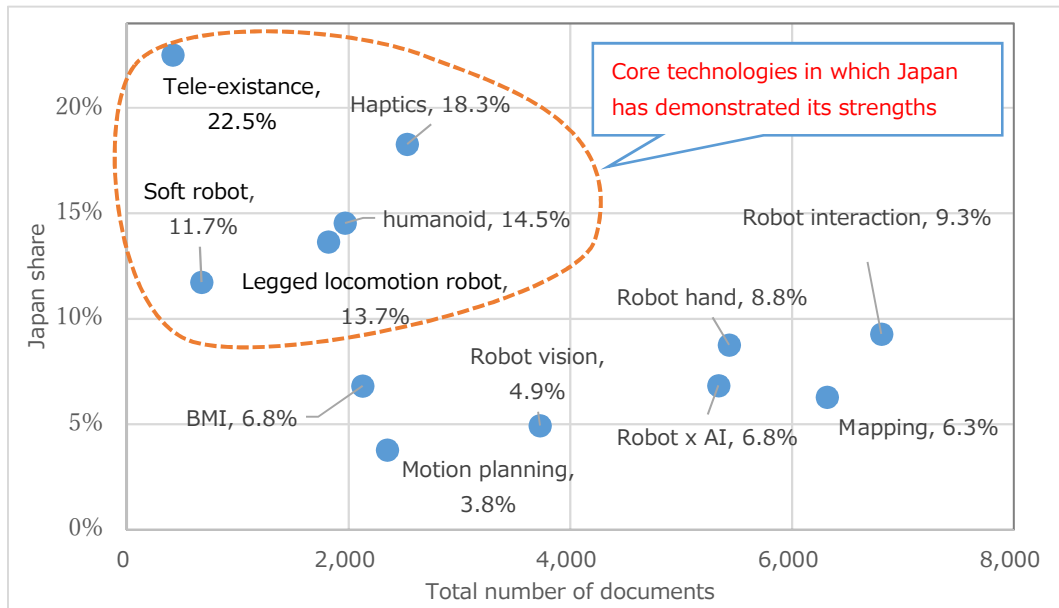 Core technologies in which Japan
has demonstrated its strengths
Tele-existance,
22.5%
Haptics, 18.3%
Soft robot,
11.7%
humanoid, 14.5%
Legged locomotion robot,
13.7%
Robot interaction, 9.3%
Robot hand, 8.8%
Robot vision,
4.9%
BMI, 6.8%
Robot x AI, 6.8%
Mapping, 6.3%
Motion planning,
3.8%
Japan share
20%
15%
10%
5%
0%
0
2,000
4,000
6,000
8,000
Total number of documents